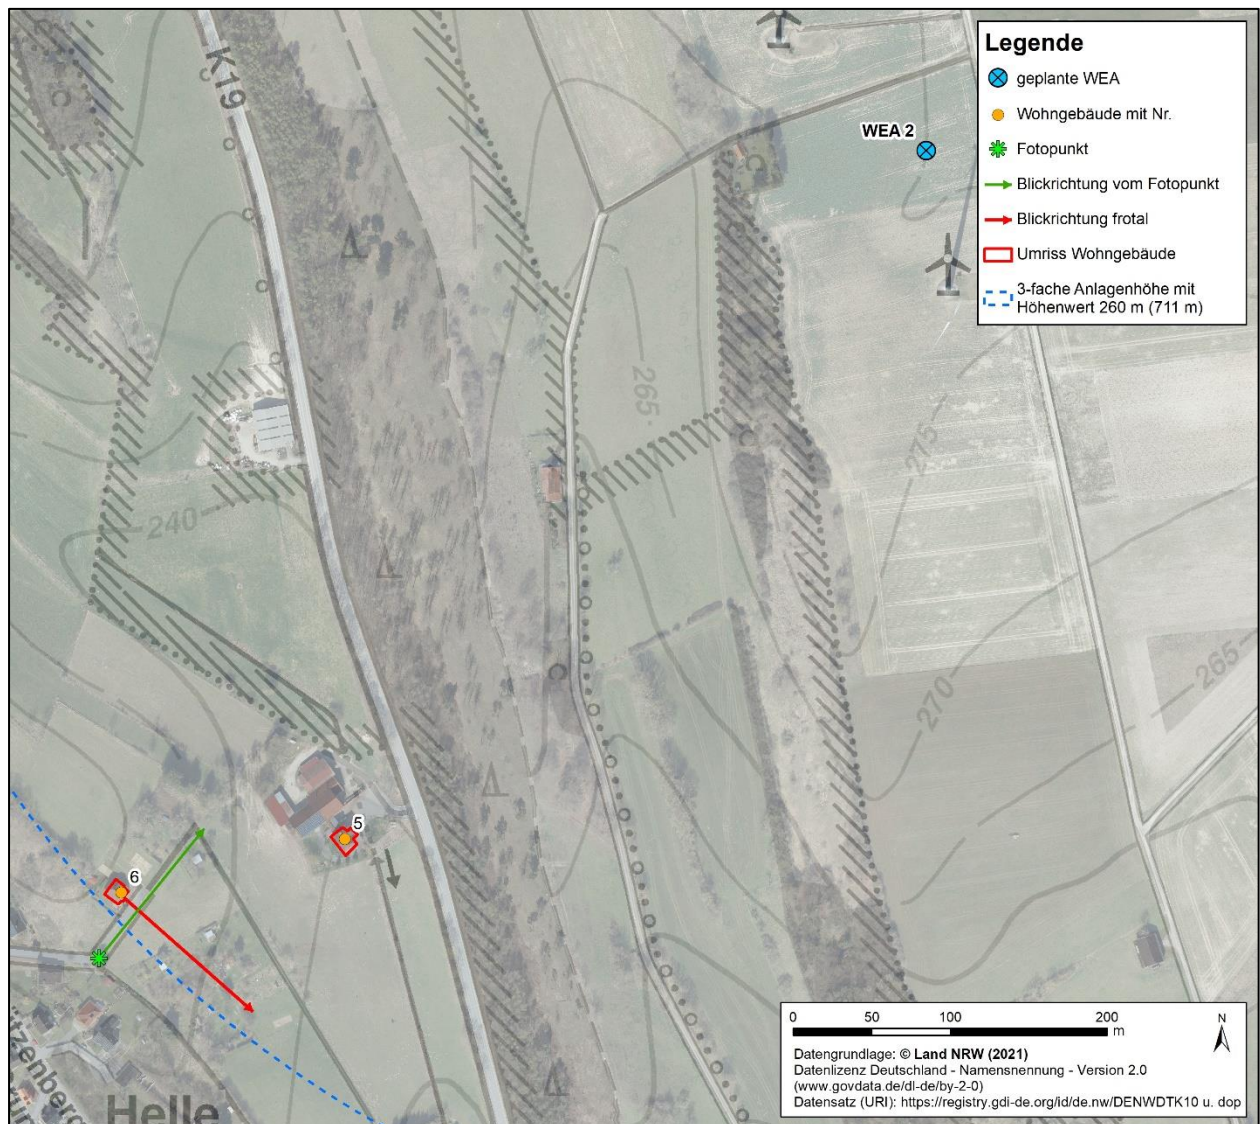 K19
WEA 2
Legende
geplante WEA
Wohngebäude mit Nr.
Fotopunkt
Blickrichtung vom Fotopunkt
Blickrichtung frotal
Umriss Wohngebäude
3-fache Anlagenhöhe mit
Höhenwert 260 m (711 m)
265
275
240
270
265
5
6
Helle
0 50 100 200
m
N
Datengrundlage: © Land NRW (2021)
Datenlizenz Deutschland - Namensnennung - Version 2.0
(www.govdata.de/dl-de/by-2-0)
Datensatz (URI): https://registry.gdi-de.org/id/de.nw/DENWDTK10 u. dop